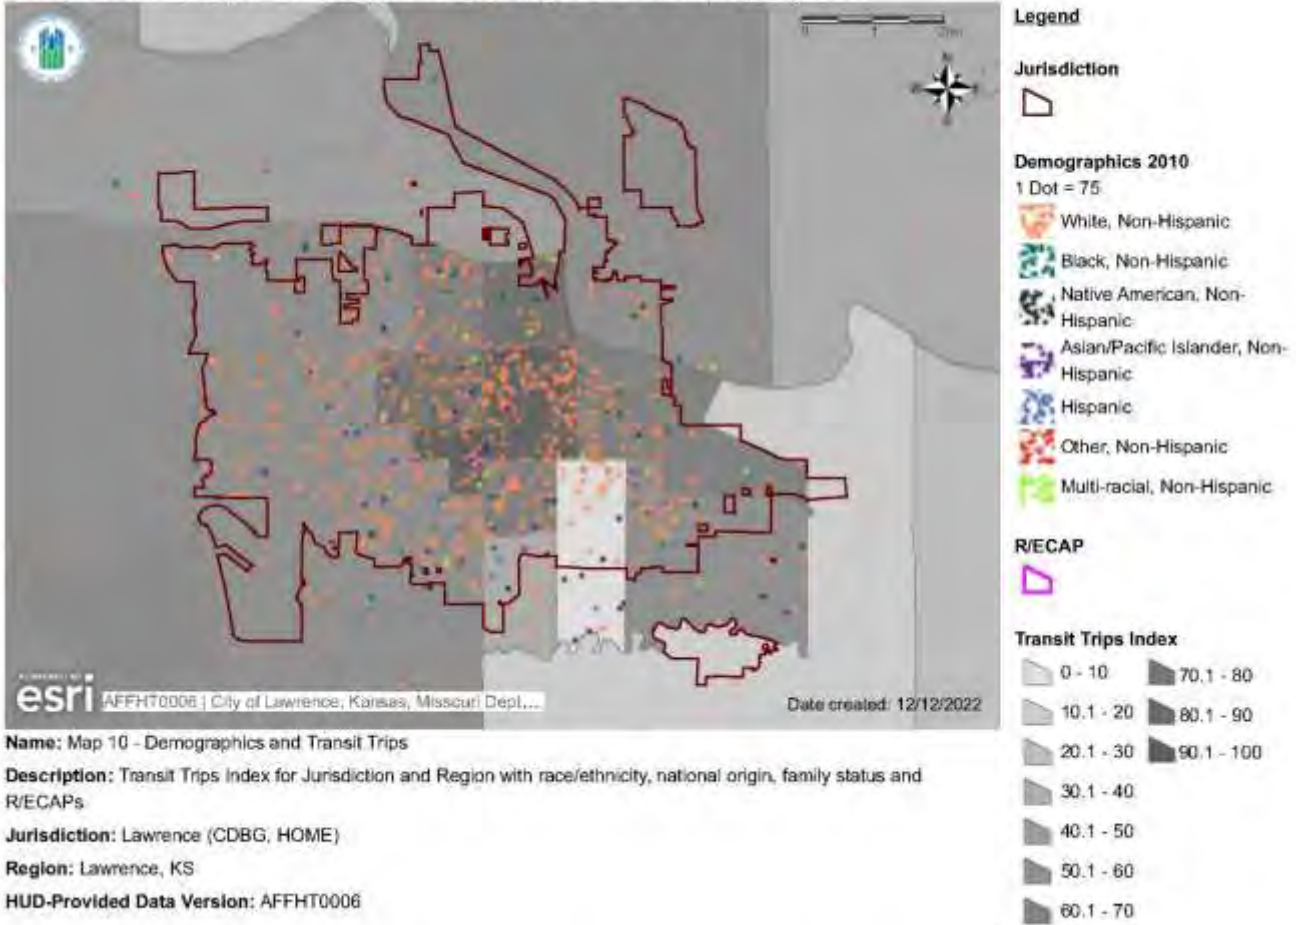 Legend
0 1 2mi
N
W E
S
Jurisdiction
Demographics 2010
1 Dot = 75
White, Non-Hispanic
Black, Non-Hispanic
Native American, Non-
Hispanic
Asian/Pacific Islander, Non-
Hispanic
Hispanic
Other, Non-Hispanic
Multi-racial, Non-Hispanic
R/ECAP
Transit Trips Index
0 - 10
10.1 - 20
20.1 - 30
30.1 - 40
40.1 - 50
50.1 - 60
60.1 - 70
70.1 - 80
80.1 - 90
90.1 - 100
esri
AFFHT0006 | City of Lawrence, Kansas, Missouri Dept....
Date created: 12/12/2022
Name: Map 10 - Demographics and Transit Trips
Description: Transit Trips Index for Jurisdiction and Region with race/ethnicity, national origin, family status and
R/ECAPs
Jurisdiction: Lawrence (CDBG, HOME)
Region: Lawrence, KS
HUD-Provided Data Version: AFFHT0006